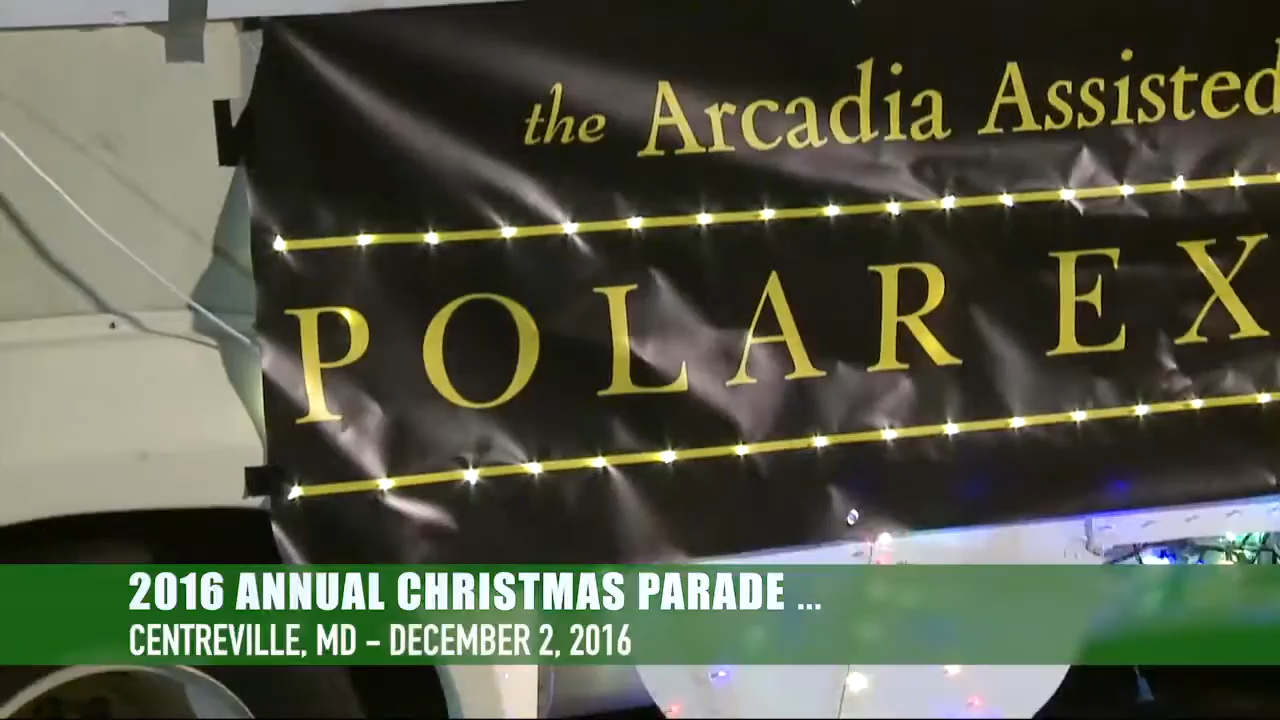 the Arcadia Assisted
POLAR EX
2016 ANNUAL CHRISTMAS PARADE ...
CENTREVILLE, MD – DECEMBER 2, 2016